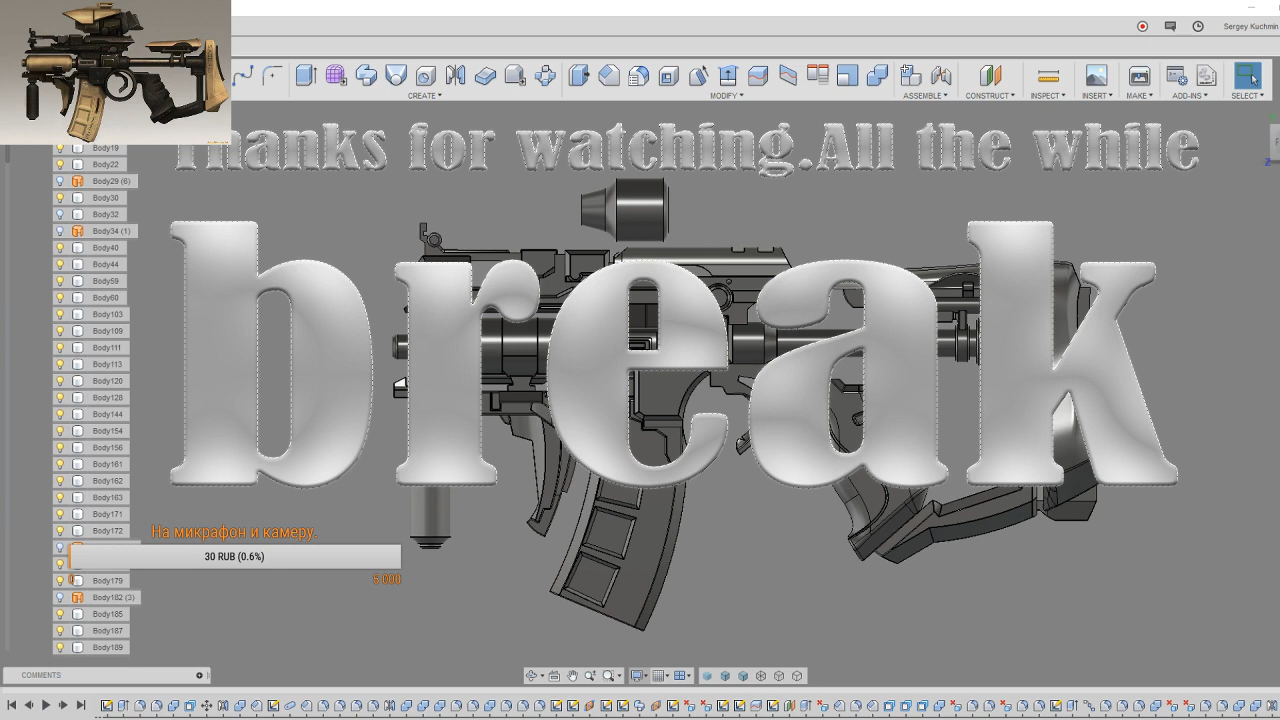 Sergey Kuchmin
CREATE
MODIFY
ASSEMBLE
CONSTRUCT
INSPECT
INSERT
MAKE
ADD-INS
SELECT
Thanks for watching.All the while
break
Body19
Body22
Body29 (6)
Body30
Body32
Body34 (1)
Body40
Body44
Body59
Body60
Body103
Body109
Body111
Body113
Body120
Body128
Body144
Body154
Body156
Body161
Body162
Body163
Body171
Body172
На микрафон и камеру.
30 RUB (0.6%)
0
5 000
Body179
Body182 (3)
Body185
Body187
Body189
COMMENTS